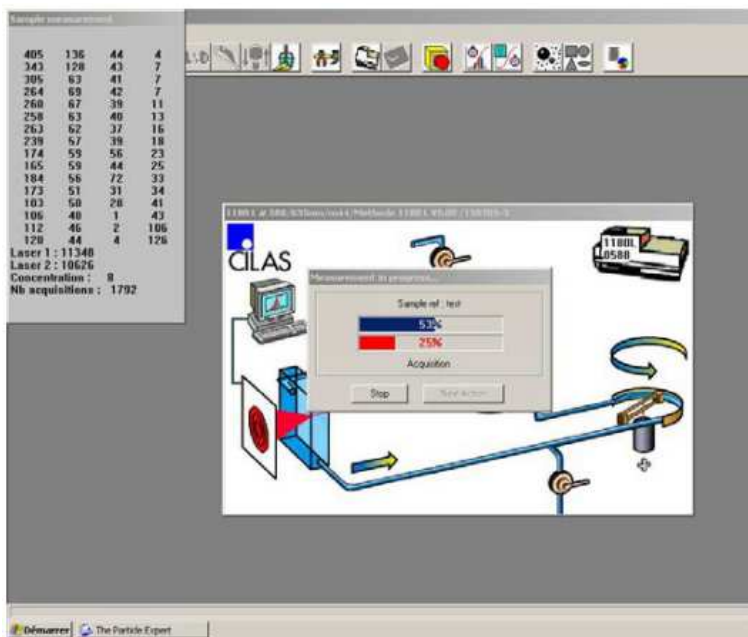 Sample measurement
405 136 44 4
343 128 43 7
305 63 41 7
264 69 42 7
260 67 39 11
258 63 40 13
263 62 37 16
239 57 39 18
174 59 56 23
165 59 44 25
184 56 72 33
173 51 31 34
103 50 28 41
106 40 1 43
112 46 2 106
120 44 4 126
Laser 1 : 11348
Laser 2 : 10626
Concentration : 8
Nb acquisitions : 1792
CILAS
1180L
0588
Measurement in progress...
Sample ref : test
53%
25%
Acquisition
Stop
Démarrer
The Particle Expert